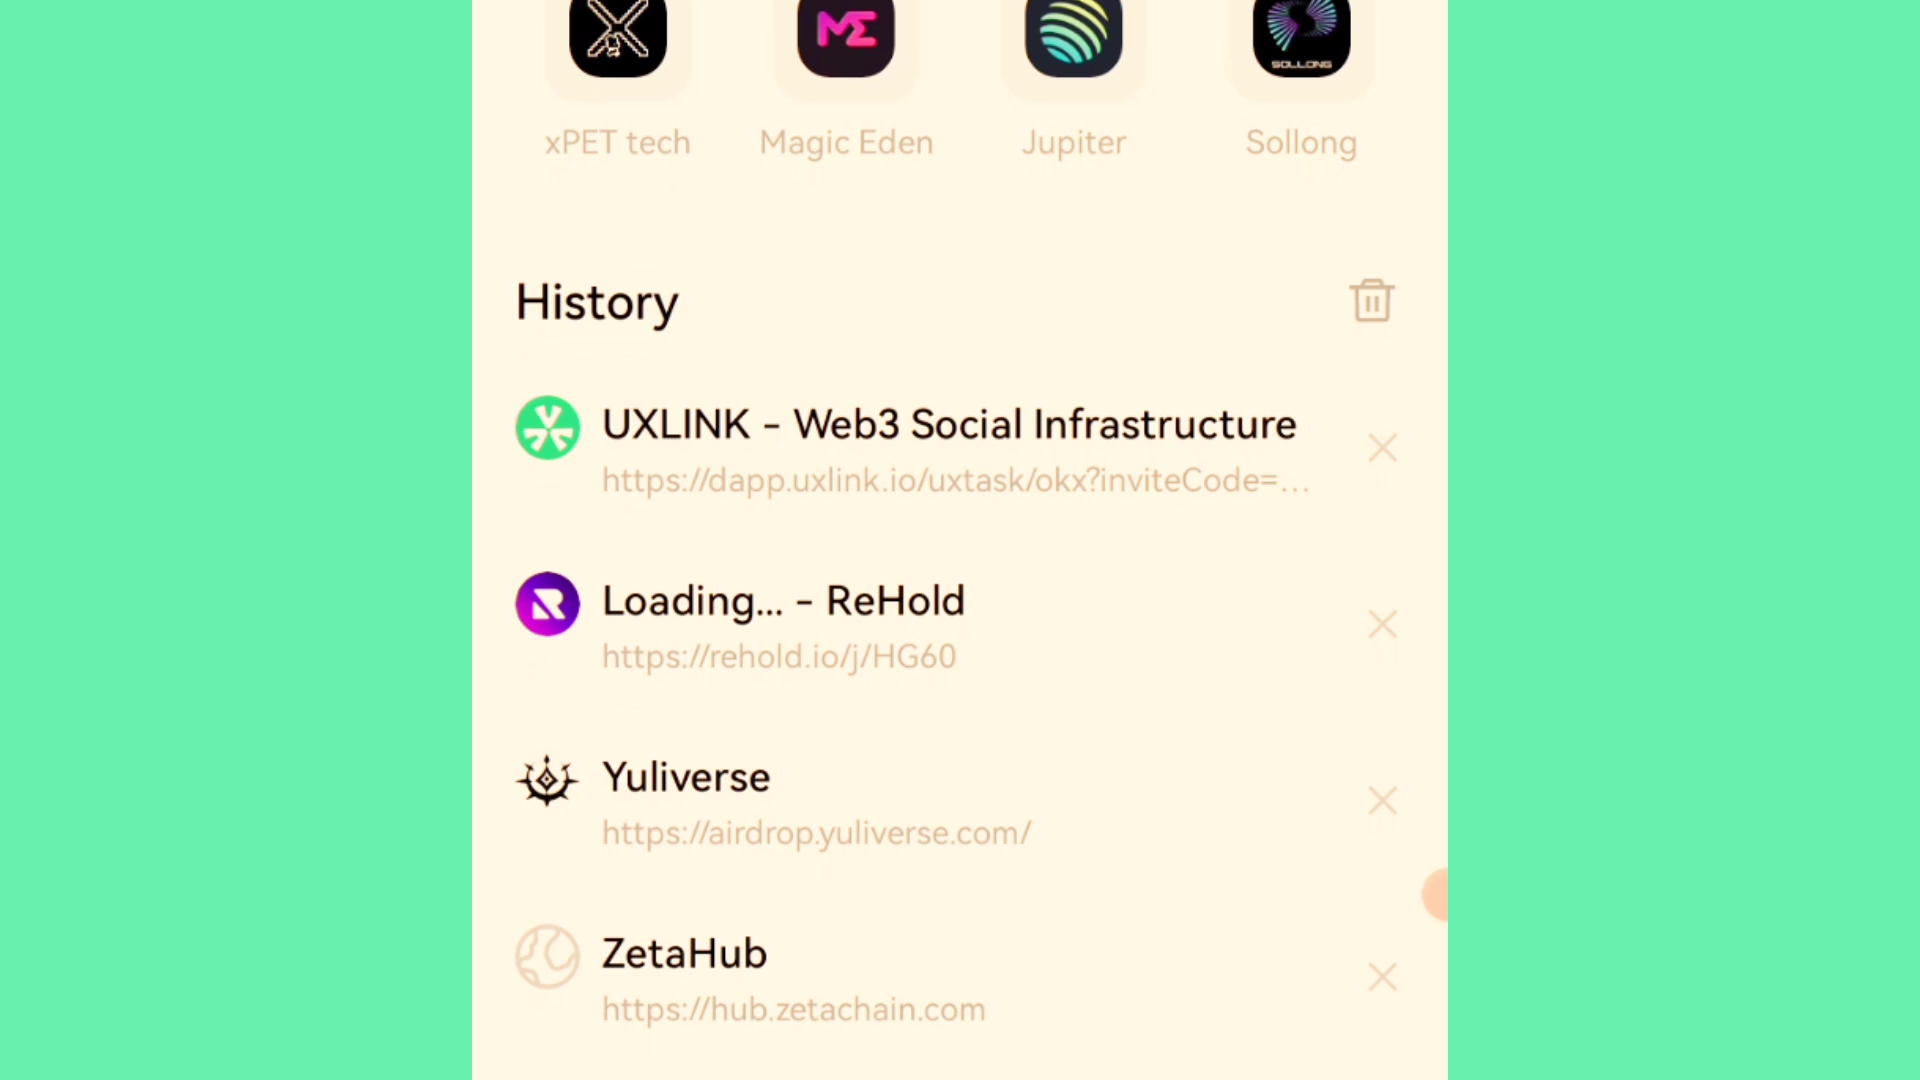 SOLLONG
xPET tech
Magic Eden
Jupiter
Sollong
History
UXLINK - Web3 Social Infrastructure
https://dapp.uxlink.io/uxtask/okx?inviteCode=...
Loading... - ReHold
https://rehold.io/j/HG60
Yuliverse
https://airdrop.yuliverse.com/
ZetaHub
https://hub.zetachain.com